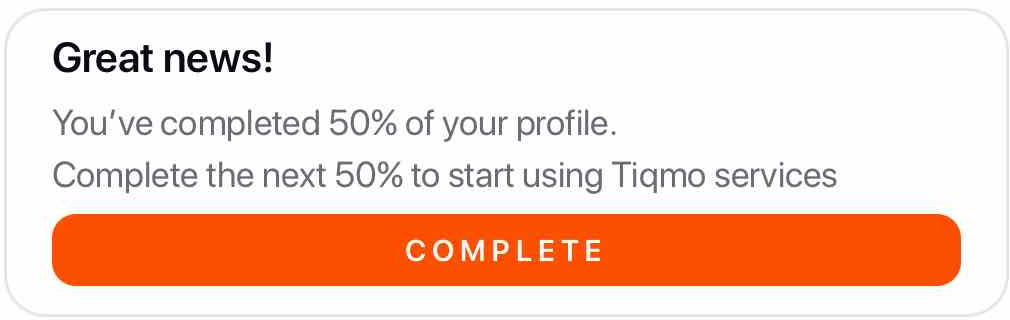 Great news!
You’ve completed 50% of your profile.
Complete the next 50% to start using Tiqmo services
COMPLETE